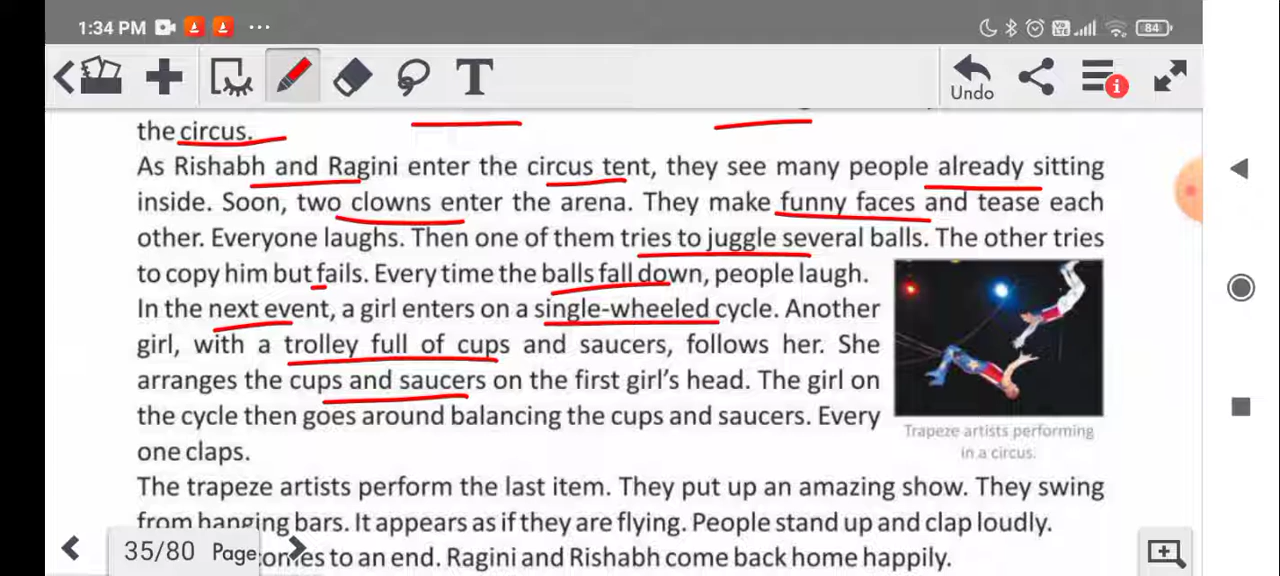 1:34 PM
84
T
Undo
the circus.
As Rishabh and Ragini enter the circus tent, they see many people already sitting
inside. Soon, two clowns enter the arena. They make funny faces and tease each
other. Everyone laughs. Then one of them tries to juggle several balls. The other tries
to copy him but fails. Every time the balls fall down, people laugh.
In the next event, a girl enters on a single-wheeled cycle. Another
girl, with a trolley full of cups and saucers, follows her. She
arranges the cups and saucers on the first girl's head. The girl on
the cycle then goes around balancing the cups and saucers. Every
one claps.
Trapeze artists performing
in a circus.
The trapeze artists perform the last item. They put up an amazing show. They swing
from hanging bars. It appears as if they are flying. People stand up and clap loudly.
comes to an end. Ragini and Rishabh come back home happily.
35/80 Page